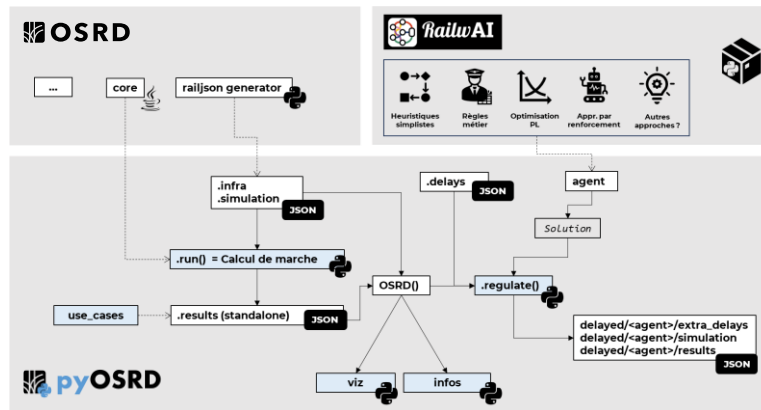 OSRD
...
core
railjson generator
RailwAI
Heuristiques
simplistes
Règles
métier
Optimisation
PL
Appr. par
renforcement
Autres
approches ?
.infra
.simulation
JSON
.delays
JSON
agent
Solution
.run() = Calcul de marche
OSRD()
.regulate()
use_cases
.results (standalone)
JSON
delayed/<agent>/extra_delays
delayed/<agent>/simulation
delayed/<agent>/results
JSON
viz
infos
pyOSRD